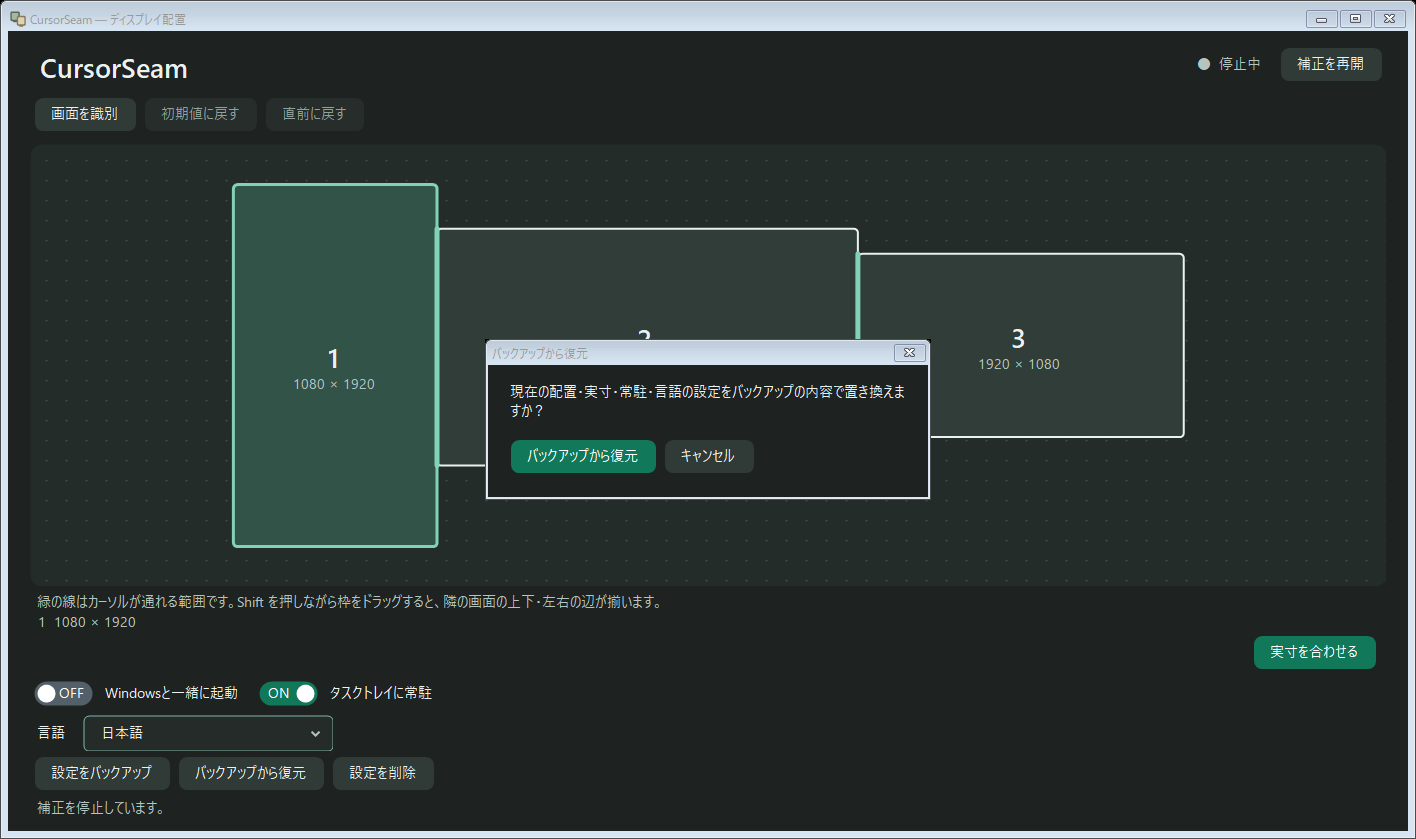 CursorSeam — ディスプレイ配置
CursorSeam
停止中
補正を再開
画面を識別
初期値に戻す
直前に戻す
1
1080 × 1920
3
1920 × 1080
バックアップから復元
現在の配置・実寸・常駐・言語の設定をバックアップの内容で置き換えま
すか？
バックアップから復元
キャンセル
緑の線はカーソルが通れる範囲です。Shift を押しながら枠をドラッグすると、隣の画面の上下・左右の辺が揃います。
1 1080 × 1920
実寸を合わせる
OFF
Windowsと一緒に起動
ON
タスクトレイに常駐
言語
日本語
設定をバックアップ
バックアップから復元
設定を削除
補正を停止しています。